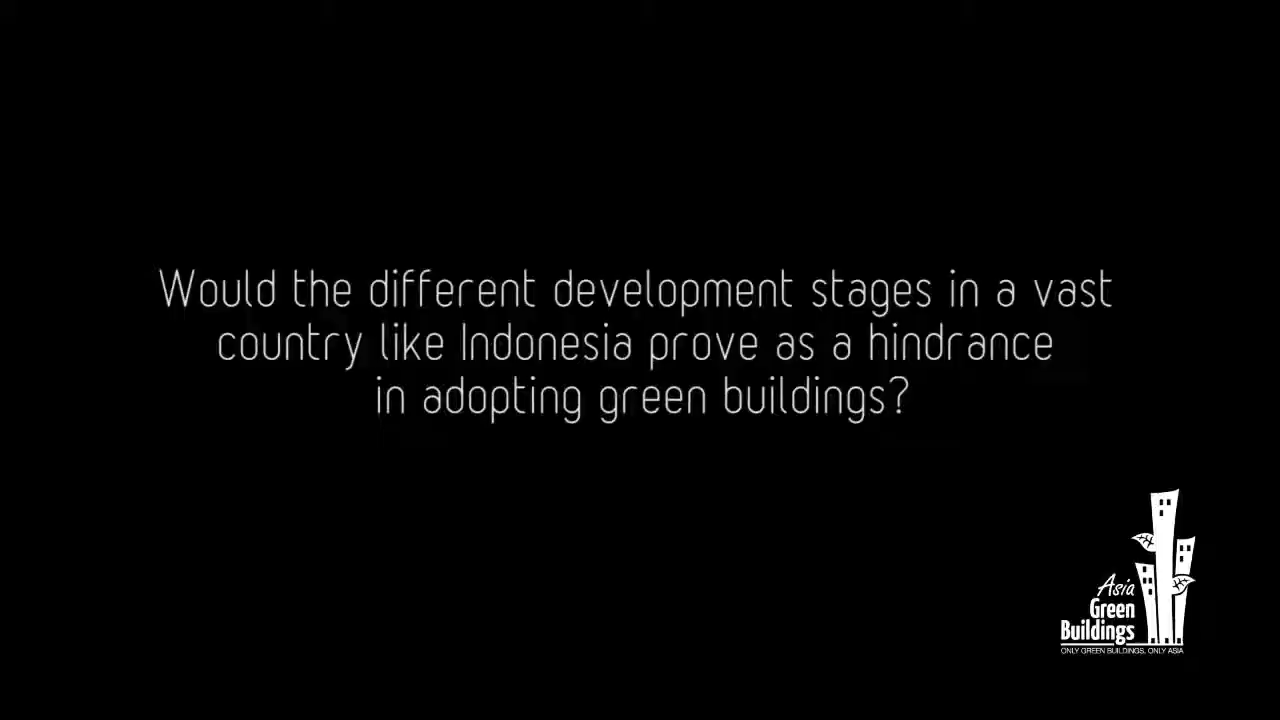 Would the different development stages in a vast
country like Indonesia prove as a hindrance
in adopting green buildings?
Asia
Green
Buildings
ONLY GREEN BUILDINGS, ONLY ASIA